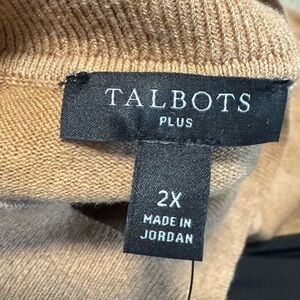 TALBOTS
PLUS
2X
MADE IN
JORDAN